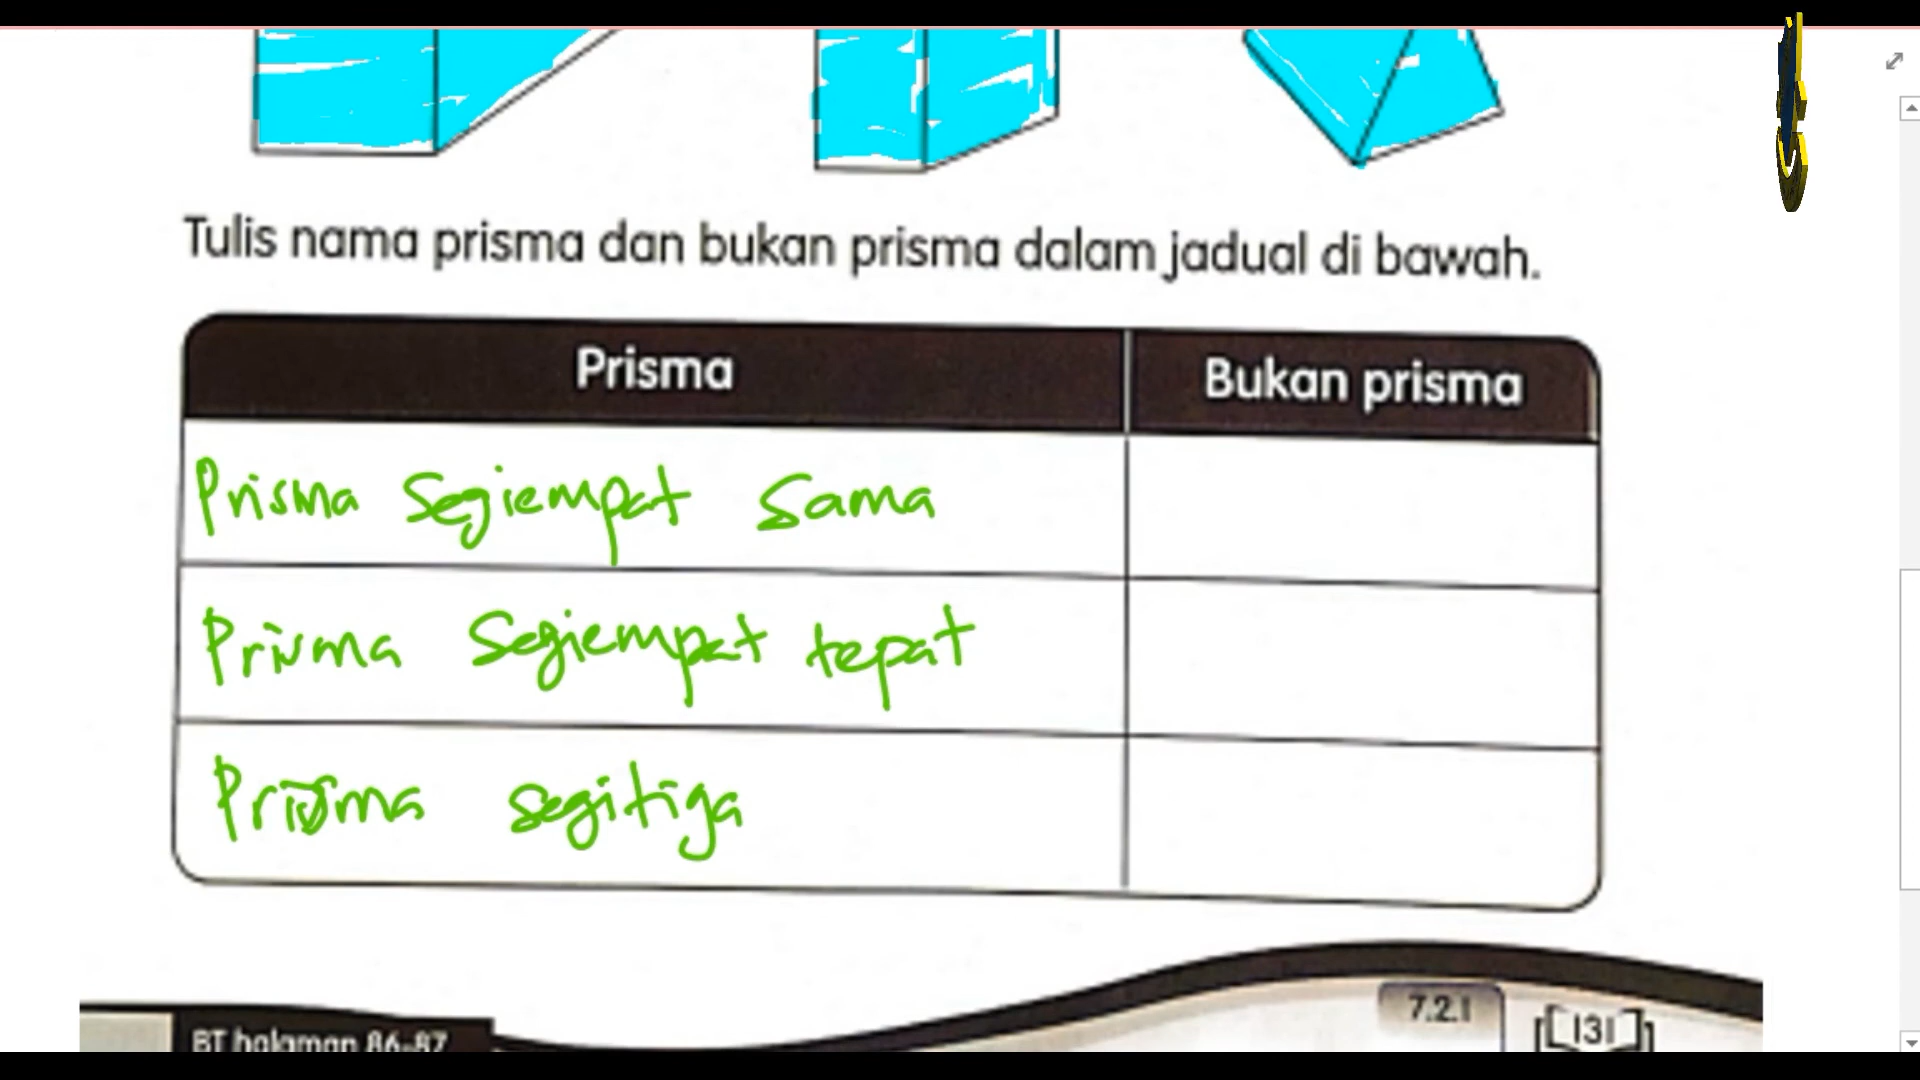 Tulis nama prisma dan bukan prisma dalam jadual di bawah.
Prisma Bukan prisma
Prisma segiempat sama
Prisma segiempat tepat
Prisma segitiga
BT halaman 86-87
7.2.1
131